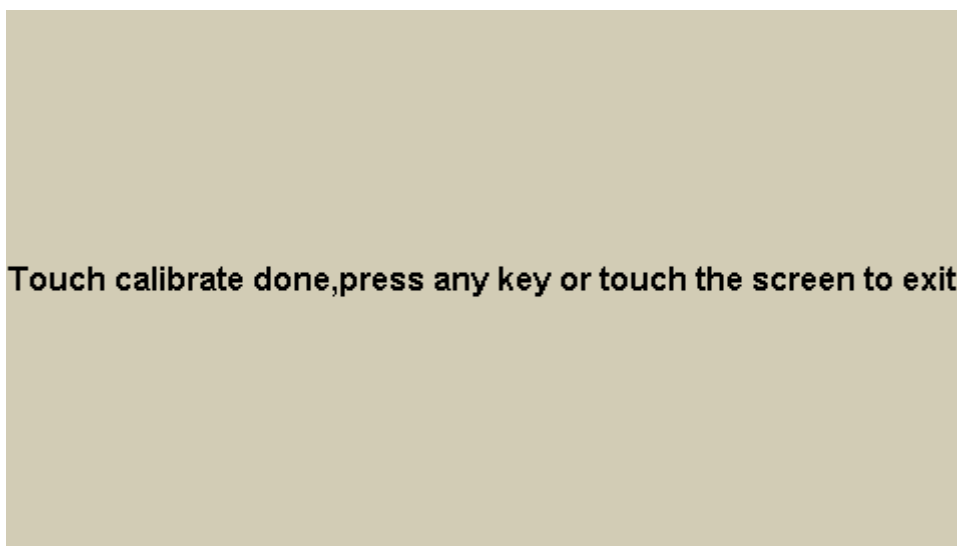 Touch calibrate done,press any key or touch the screen to exit